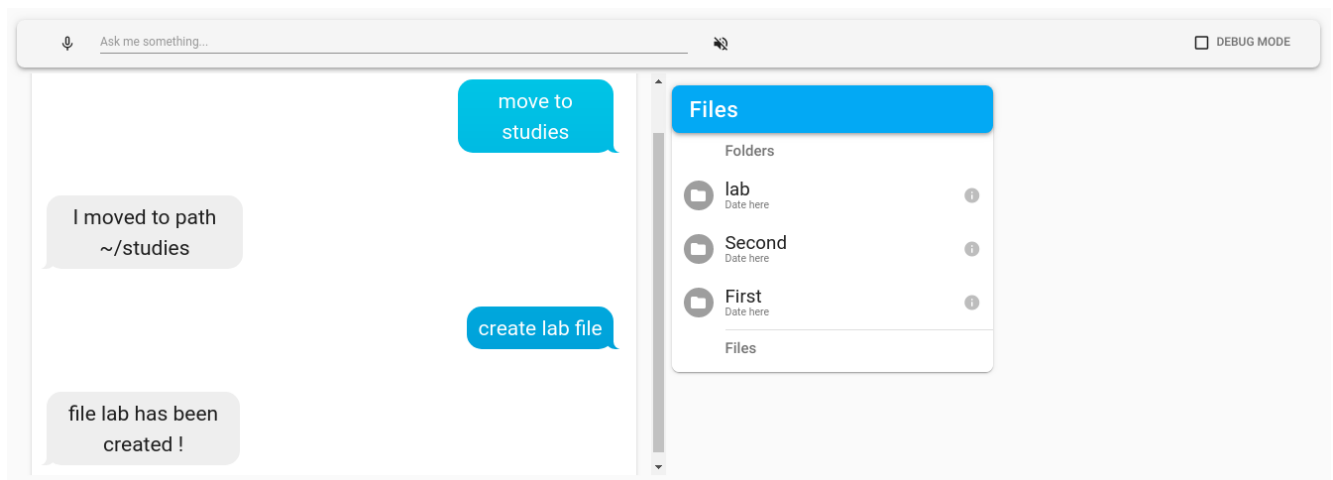 Ask me something...
DEBUG MODE
move to
studies
I moved to path
~/studies
create lab file
file lab has been
created !
Files
Folders
lab
Date here
Second
Date here
First
Date here
Files